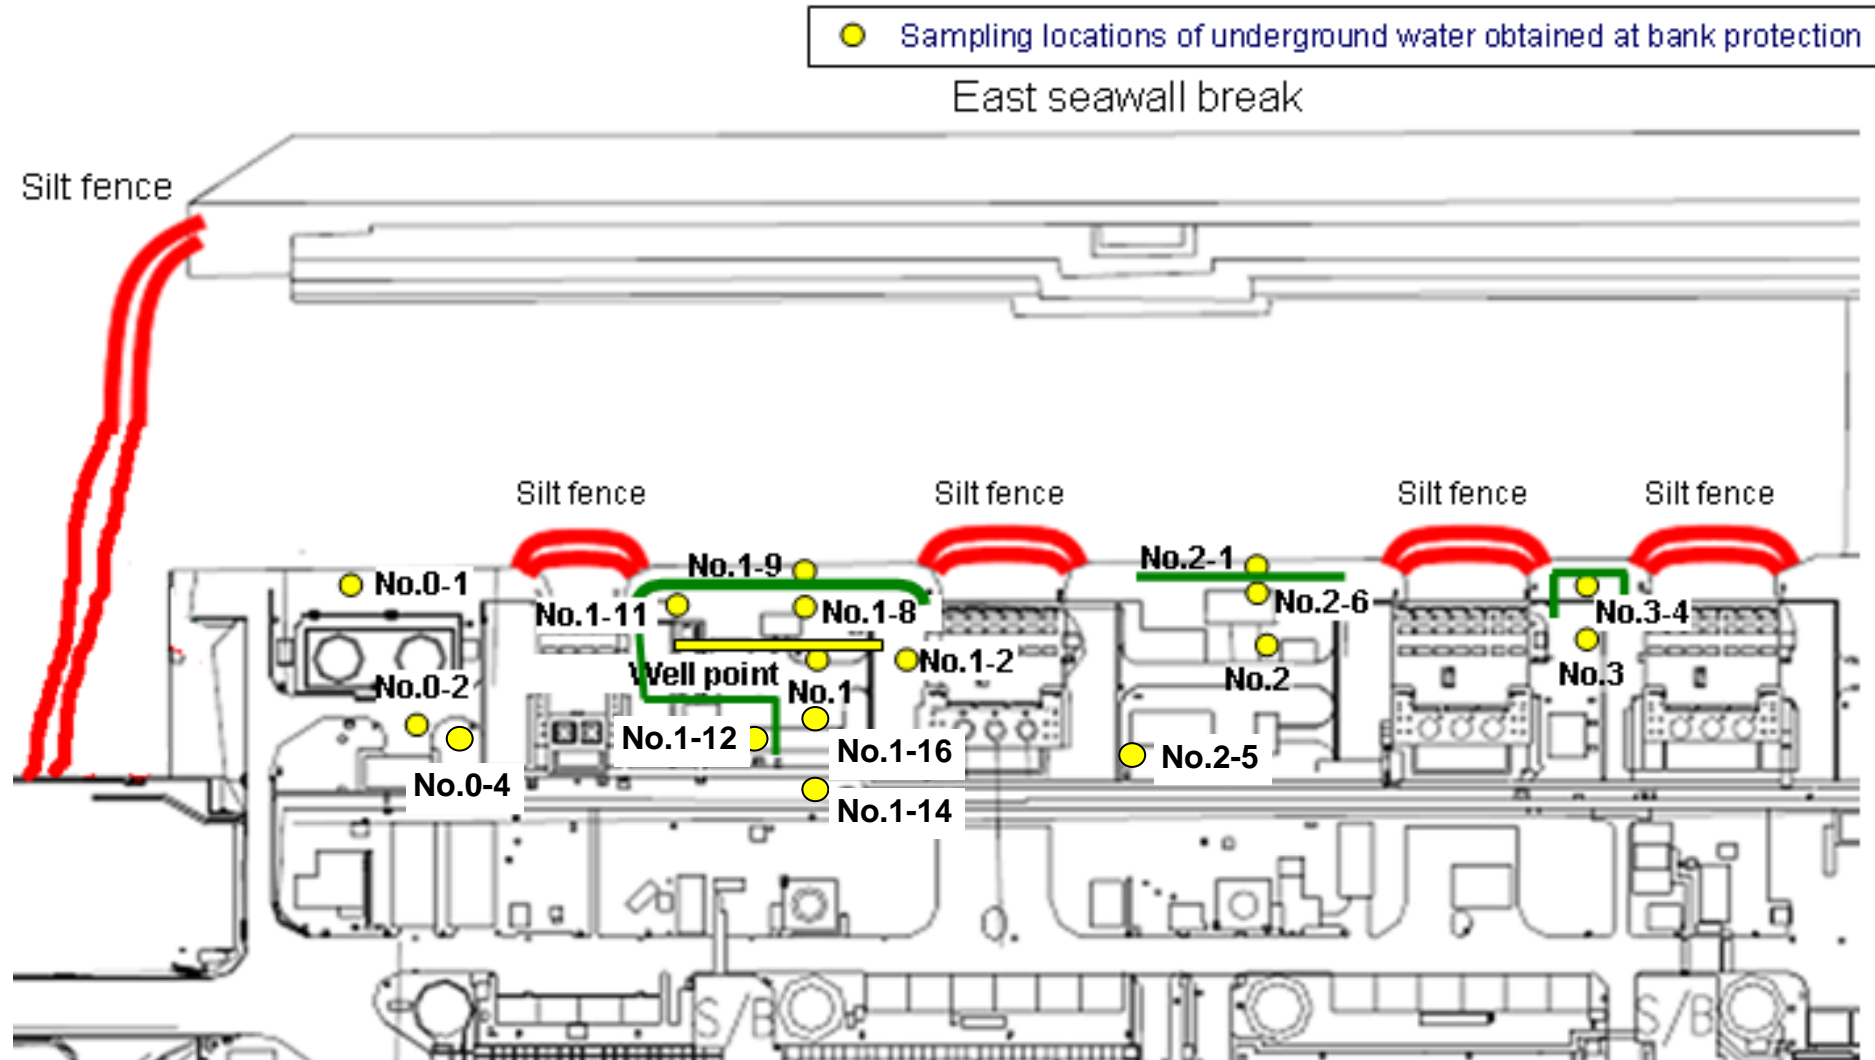 Sampling locations of underground water obtained at bank protection
East seawall break
Silt fence
Silt fence
Silt fence
Silt fence
Silt fence
No.1-9
No.2-1
No.0-1
No.1-11
No.1-8
No.2-6
No.3-4
Well point
No.1-2
No.1
No.2
No.3
No.0-2
No.1-12
No.1-16
No.2-5
No.0-4
No.1-14
S/B
S/B